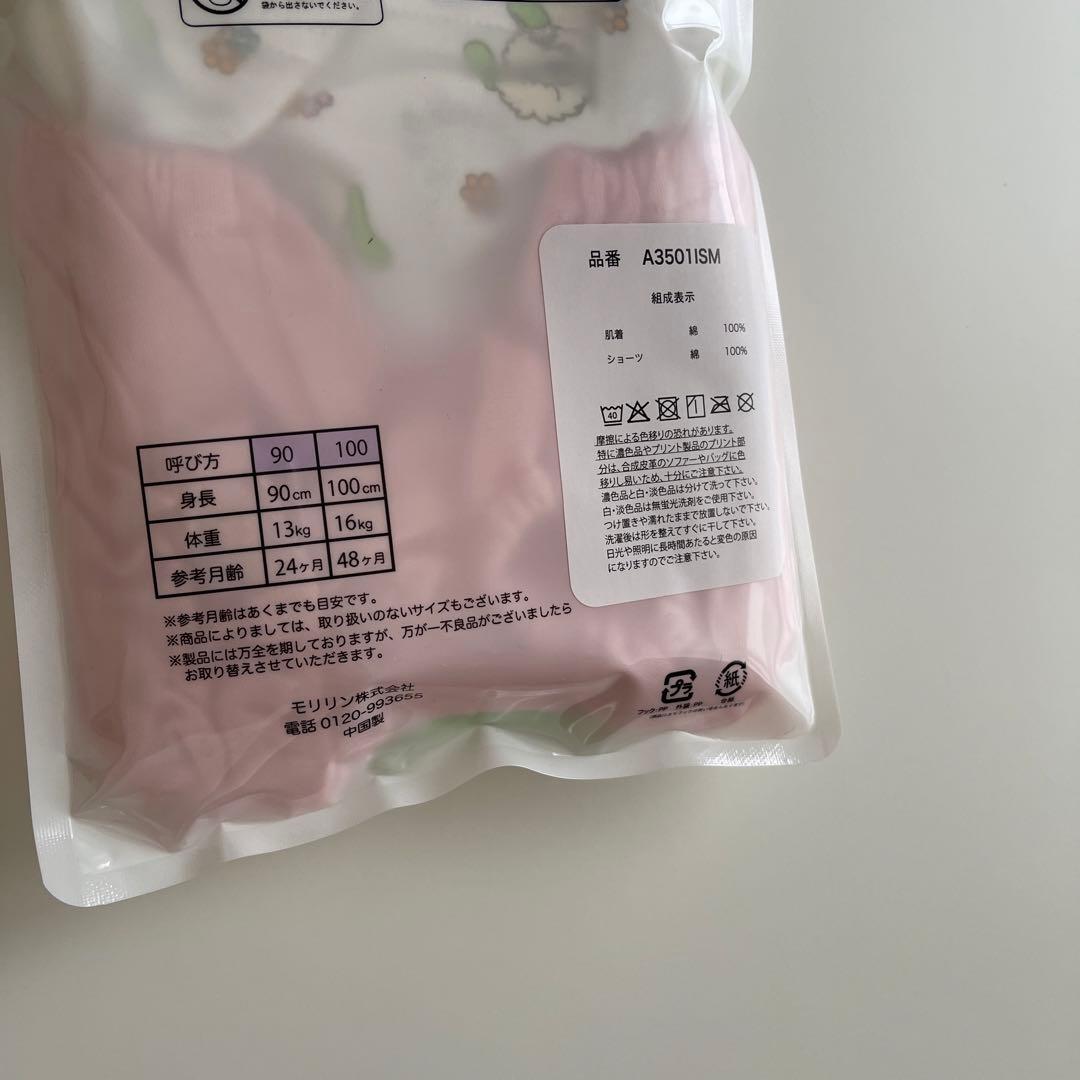 袋から出さないでください。
品番 A3501ISM
組成表示
肌着 綿 100%
ショーツ 綿 100%
40
摩擦による色移りの恐れがあります。
特に濃色品やプリント製品のプリント部
分は、合成皮革のソファーやバッグに色
移りし易いため、十分にご注意下さい。
濃色品と白・淡色品は分けて洗って下さい。
白・淡色品は無蛍光洗剤をご使用下さい。
つけ置きや濡れたままで放置しないで下さい。
洗濯後は形を整えてすぐに干して下さい。
日光や照明に長時間あたると変色の原因
になりますのでご注意下さい。
呼び方 90 100
身長 90cm 100cm
体重 13kg 16kg
参考月齢 24ヶ月 48ヶ月
※参考月齢はあくまでも目安です。
※商品によりましては、取り扱いのないサイズもございます。
※製品には万全を期しておりますが、万が一不良品がございましたら
お取り替えさせていただきます。
モリリン株式会社
電話 0120-993655
中国製
プラ 紙
フック:PP 外装:PP 台紙